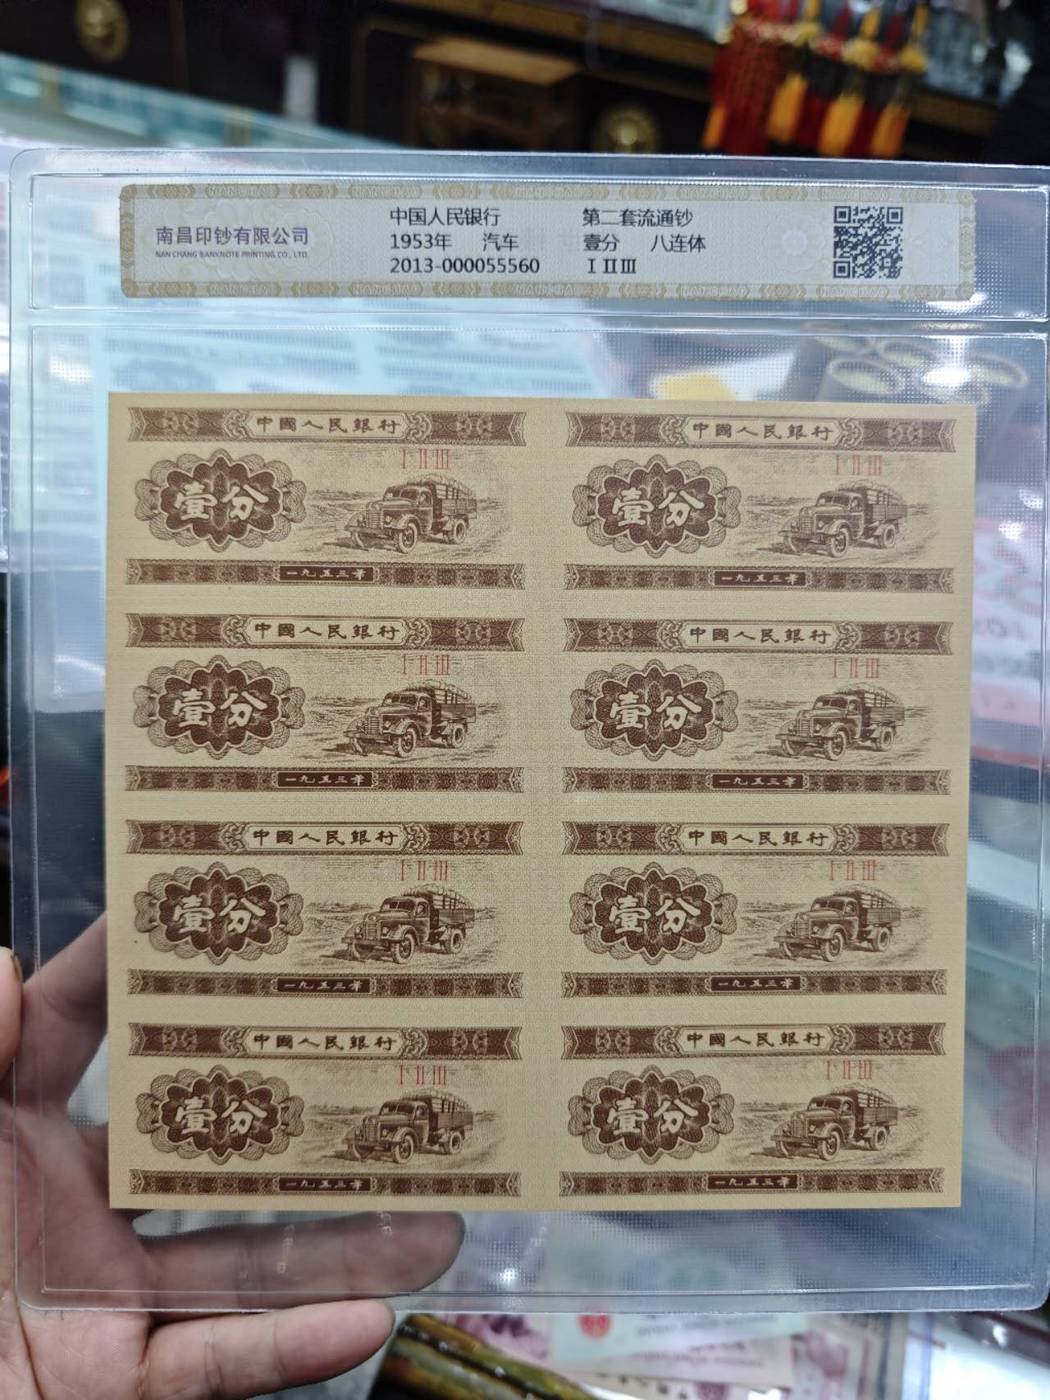 南昌印钞有限公司
NAN CHANG BANKNOTE PRINTING CO., LTD.
中国人民银行 第二套流通钞
1953年 汽车 壹分 八连体
2013-000055560 Ⅰ Ⅱ Ⅲ
中國人民銀行 中國人民銀行
Ⅰ Ⅱ Ⅲ Ⅰ Ⅱ Ⅲ
壹分 壹分
一九五三年 一九五三年
中國人民銀行 中國人民銀行
Ⅰ Ⅱ Ⅲ Ⅰ Ⅱ Ⅲ
壹分 壹分
一九五三年 一九五三年
中國人民銀行 中國人民銀行
Ⅰ Ⅱ Ⅲ Ⅰ Ⅱ Ⅲ
壹分 壹分
一九五三年 一九五三年
中國人民銀行 中國人民銀行
Ⅰ Ⅱ Ⅲ Ⅰ Ⅱ Ⅲ
壹分 壹分
一九五三年 一九五三年